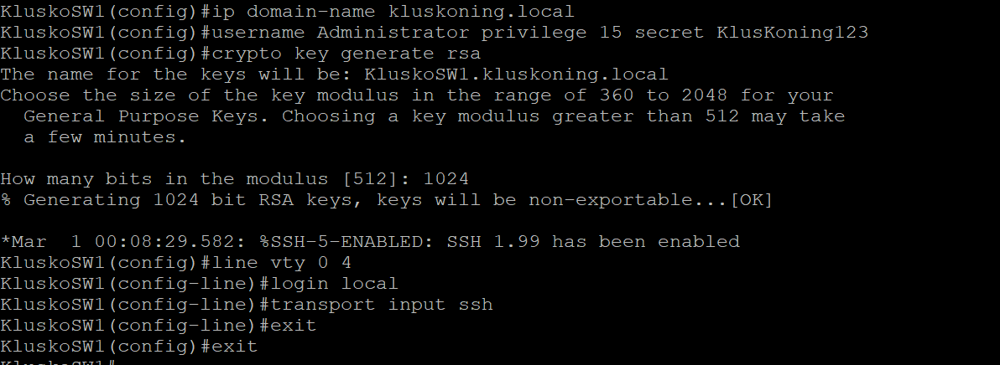 KluskoSW1(config)#ip domain-name kluskoning.local
KluskoSW1(config)#username Administrator privilege 15 secret KlusKoning123
KluskoSW1(config)#crypto key generate rsa
The name for the keys will be: KluskoSW1.kluskoning.local
Choose the size of the key modulus in the range of 360 to 2048 for your
  General Purpose Keys. Choosing a key modulus greater than 512 may take
  a few minutes.

How many bits in the modulus [512]: 1024
% Generating 1024 bit RSA keys, keys will be non-exportable...[OK]

*Mar  1 00:08:29.582: %SSH-5-ENABLED: SSH 1.99 has been enabled
KluskoSW1(config)#line vty 0 4
KluskoSW1(config-line)#login local
KluskoSW1(config-line)#transport input ssh
KluskoSW1(config-line)#exit
KluskoSW1(config)#exit
KluskoSW1#